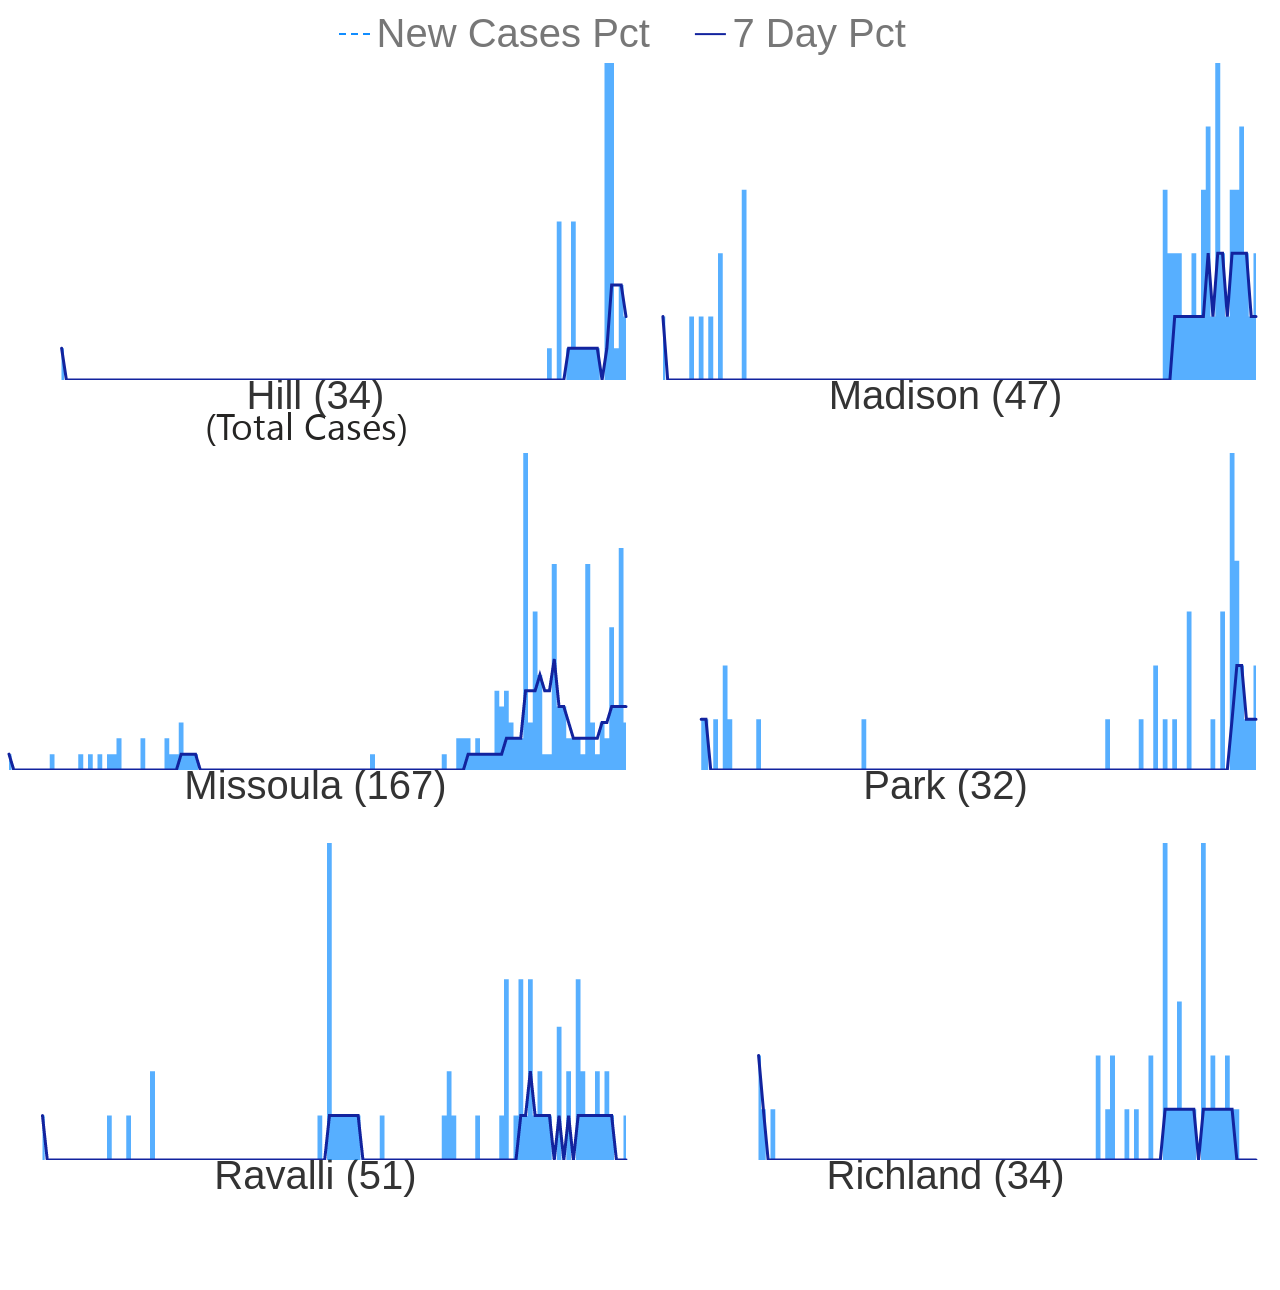 New Cases Pct 7 Day Pct
Hill (34)
(Total Cases)
Madison (47)
Missoula (167)
Park (32)
Ravalli (51)
Richland (34)